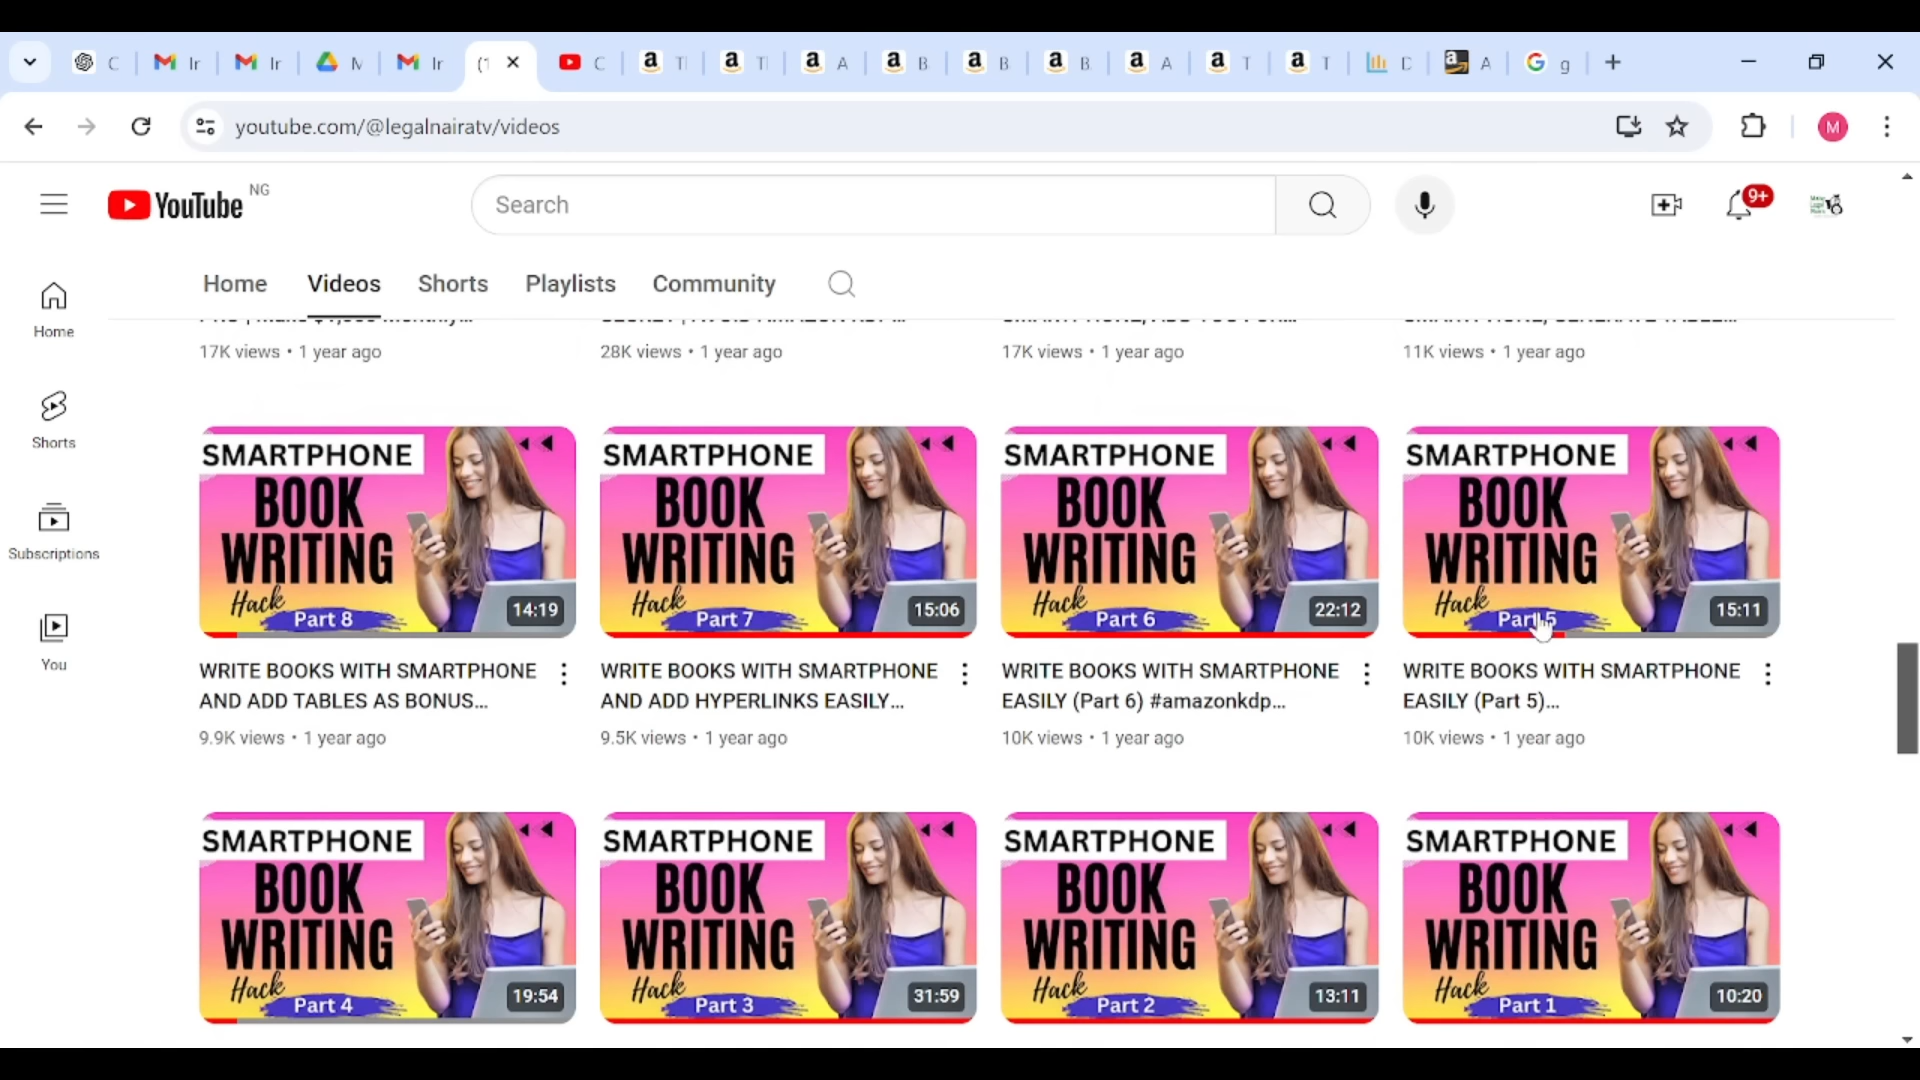 C
Ir
Ir
M
Ir
(1
C
T
T
A
B
B
B
A
T
T
D
A
g
youtube.com/@legalnairatv/videos
M
YouTube NG
Search
9+
Home
Videos
Shorts
Playlists
Community
Home
Shorts
Subscriptions
You
17K views • 1 year ago
28K views • 1 year ago
17K views • 1 year ago
11K views • 1 year ago
SMARTPHONE
BOOK
WRITING
Hack
Part 8
14:19
WRITE BOOKS WITH SMARTPHONE
AND ADD TABLES AS BONUS...
9.9K views • 1 year ago
SMARTPHONE
BOOK
WRITING
Hack
Part 7
15:06
WRITE BOOKS WITH SMARTPHONE
AND ADD HYPERLINKS EASILY...
9.5K views • 1 year ago
SMARTPHONE
BOOK
WRITING
Hack
Part 6
22:12
WRITE BOOKS WITH SMARTPHONE
EASILY (Part 6) #amazonkdp...
10K views • 1 year ago
SMARTPHONE
BOOK
WRITING
Hack
Part 5
15:11
WRITE BOOKS WITH SMARTPHONE
EASILY (Part 5)...
10K views • 1 year ago
SMARTPHONE
BOOK
WRITING
Hack
Part 4
19:54
SMARTPHONE
BOOK
WRITING
Hack
Part 3
31:59
SMARTPHONE
BOOK
WRITING
Hack
Part 2
13:11
SMARTPHONE
BOOK
WRITING
Hack
Part 1
10:20